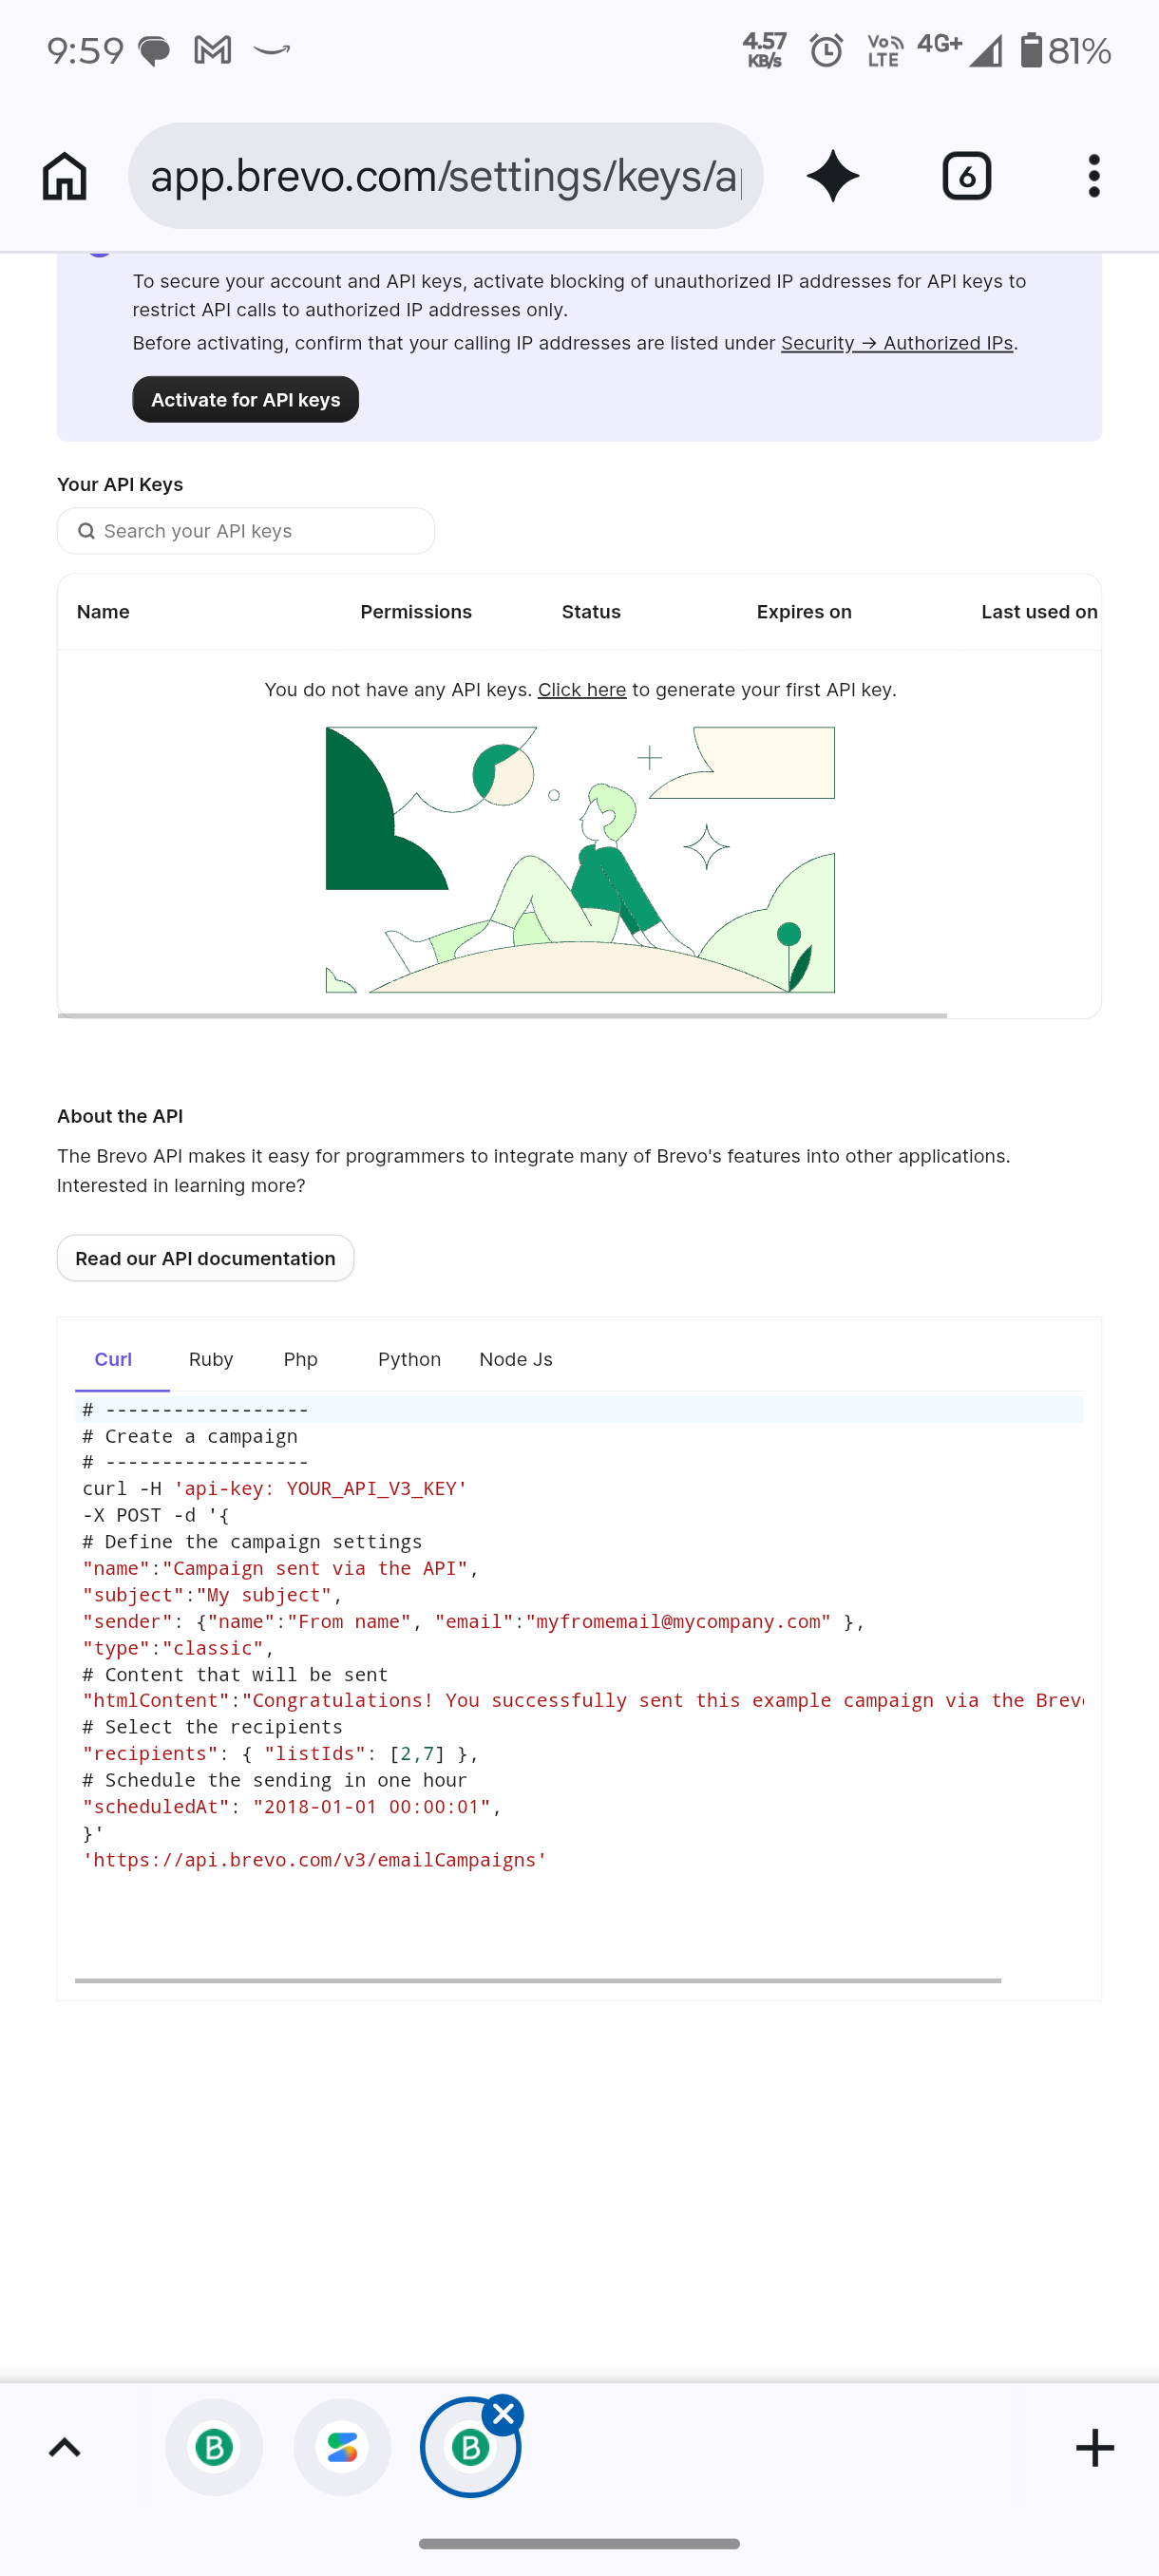 9:59
4.57
KB/s
Vo
LTE
4G+
81%
app.brevo.com/settings/keys/a
6
To secure your account and API keys, activate blocking of unauthorized IP addresses for API keys to
restrict API calls to authorized IP addresses only.
Before activating, confirm that your calling IP addresses are listed under Security → Authorized IPs.
Activate for API keys
Your API Keys
Search your API keys
Name Permissions Status Expires on Last used on
You do not have any API keys. Click here to generate your first API key.
About the API
The Brevo API makes it easy for programmers to integrate many of Brevo's features into other applications.
Interested in learning more?
Read our API documentation
Curl Ruby Php Python Node Js
# ------------------
# Create a campaign
# ------------------
curl -H 'api-key: YOUR_API_V3_KEY'
-X POST -d '{
# Define the campaign settings
"name":"Campaign sent via the API",
"subject":"My subject",
"sender": {"name":"From name", "email":"myfromemail@mycompany.com" },
"type":"classic",
# Content that will be sent
"htmlContent":"Congratulations! You successfully sent this example campaign via the Brev
# Select the recipients
"recipients": { "listIds": [2,7] },
# Schedule the sending in one hour
"scheduledAt": "2018-01-01 00:00:01",
}'
'https://api.brevo.com/v3/emailCampaigns'
B
B